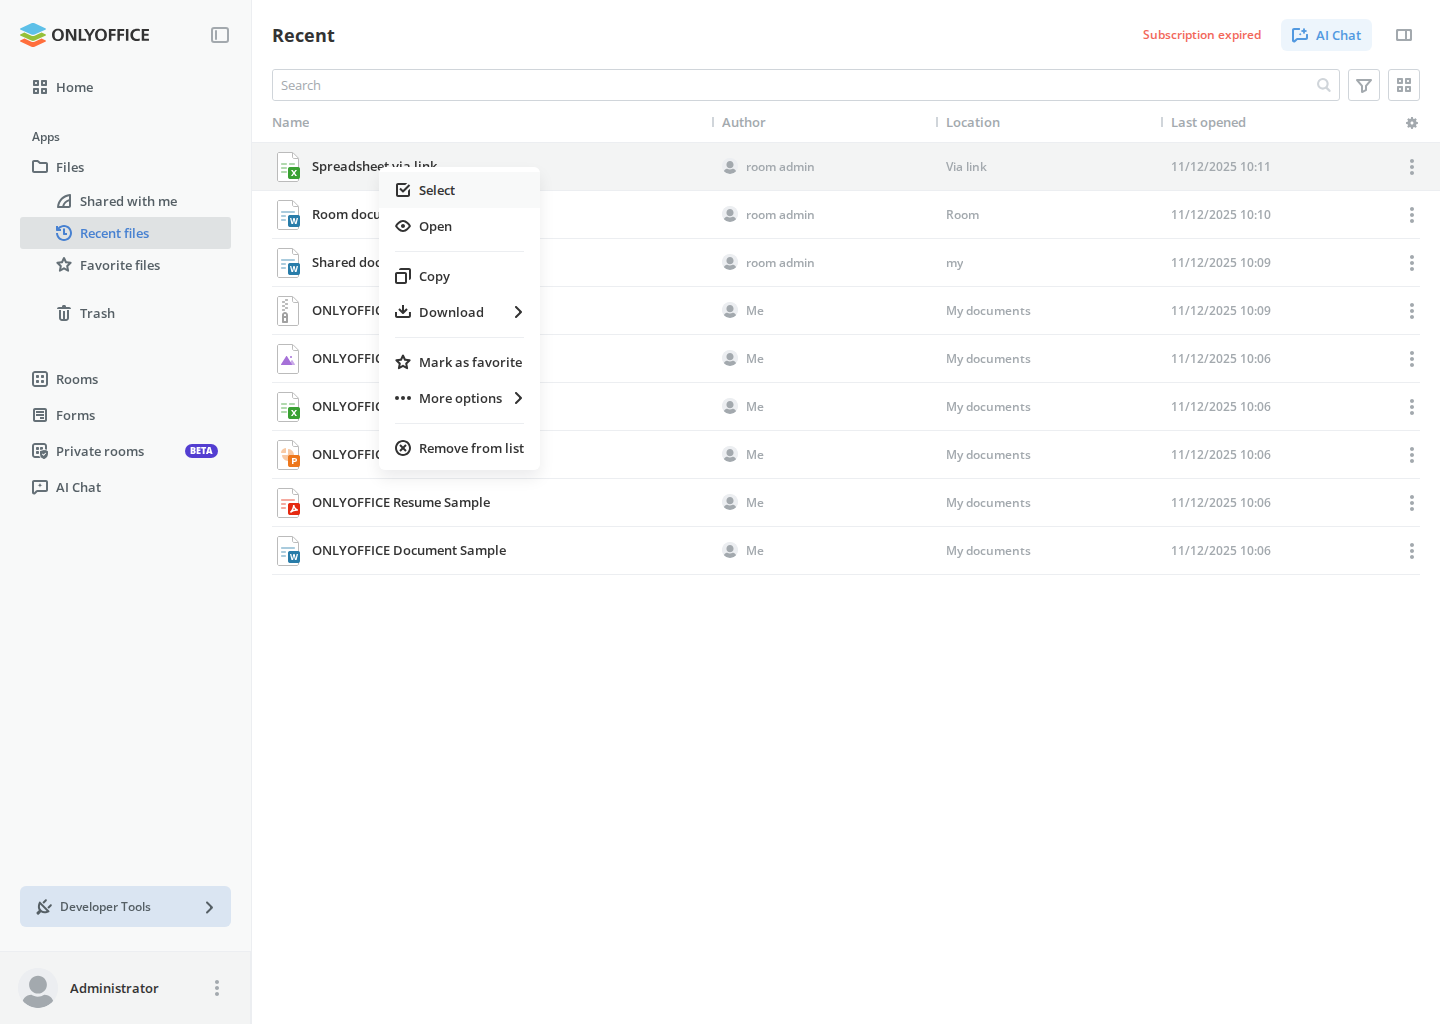 ONLYOFFICE
Home
Apps
Files
Shared with me
Recent files
Favorite files
Trash
Rooms
Forms
Private rooms BETA
AI Chat
Developer Tools
Administrator
Recent
Subscription expired
AI Chat
Search
Name Author Location Last opened
Spreadsheet via link room admin Via link 11/12/2025 10:11
Room room admin Room 11/12/2025 10:10
Shared room admin my 11/12/2025 10:09
Me My documents 11/12/2025 10:09
Me My documents 11/12/2025 10:06
Me My documents 11/12/2025 10:06
Me My documents 11/12/2025 10:06
ONLYOFFICE Resume Sample Me My documents 11/12/2025 10:06
ONLYOFFICE Document Sample Me My documents 11/12/2025 10:06
Select
Open
Copy
Download
Mark as favorite
More options
Remove from list
X
W
W
X
P
W